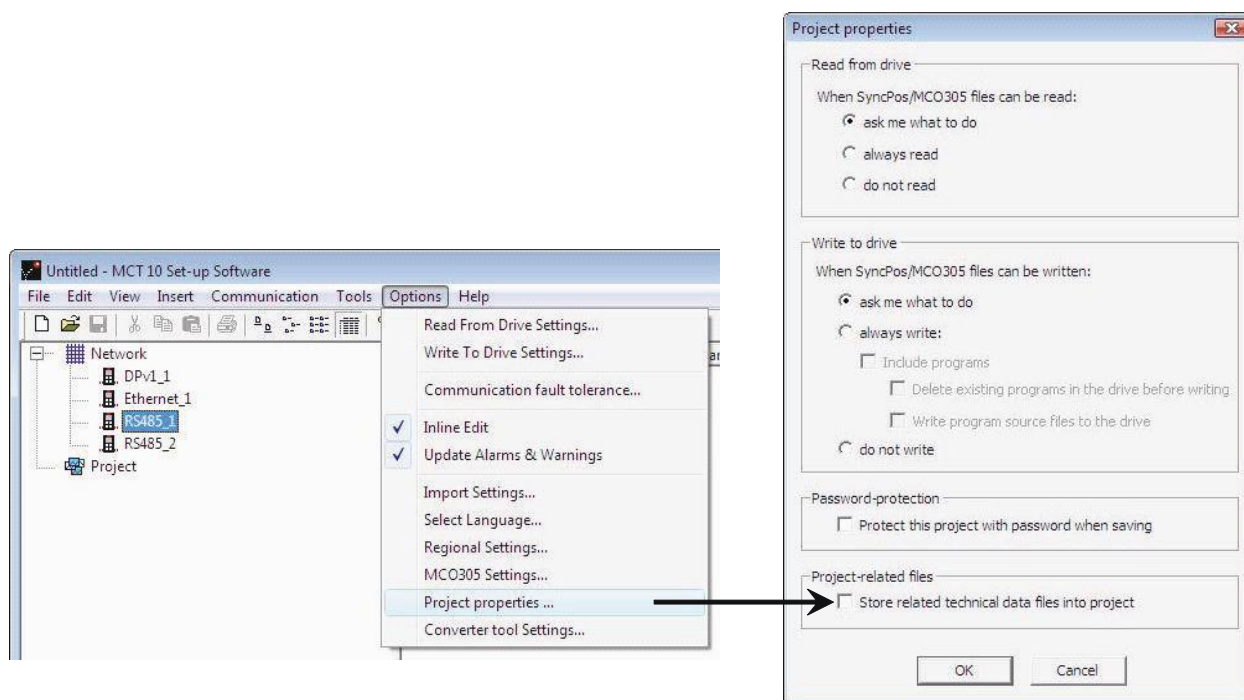 Untitled - MCT 10 Set-up Software
File Edit View Insert Communication Tools Options Help
Network
DPv1_1
Ethernet_1
RS485_1
RS485_2
Project
Read From Drive Settings...
Write To Drive Settings...
Communication fault tolerance...
Inline Edit
Update Alarms & Warnings
Import Settings...
Select Language...
Regional Settings...
MCO305 Settings...
Project properties ...
Converter tool Settings...
Project properties
Read from drive
When SyncPos/MCO305 files can be read:
ask me what to do
always read
do not read
Write to drive
When SyncPos/MCO305 files can be written:
ask me what to do
always write:
Include programs
Delete existing programs in the drive before writing
Write program source files to the drive
do not write
Password-protection
Protect this project with password when saving
Project-related files
Store related technical data files into project
OK Cancel